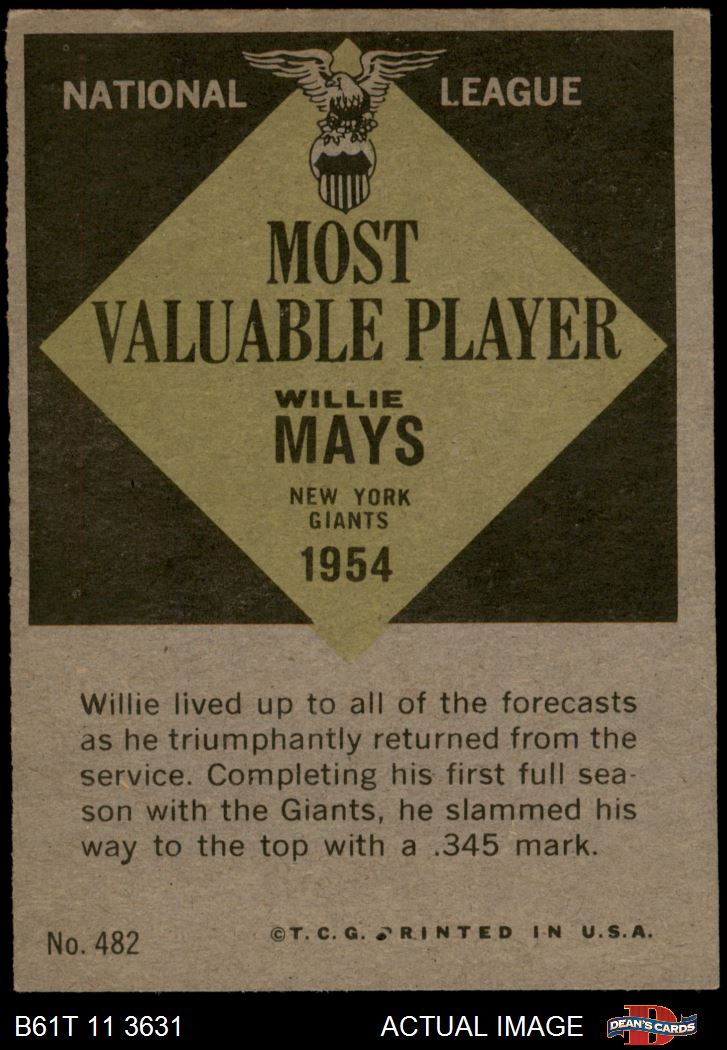 NATIONAL LEAGUE
MOST
VALUABLE PLAYER
WILLIE
MAYS
NEW YORK
GIANTS
1954
Willie lived up to all of the forecasts
as he triumphantly returned from the
service. Completing his first full sea-
son with the Giants, he slammed his
way to the top with a .345 mark.
No. 482 ©T.C.G. PRINTED IN U.S.A.
B61T 11 3631 ACTUAL IMAGE DEAN'S CARDS